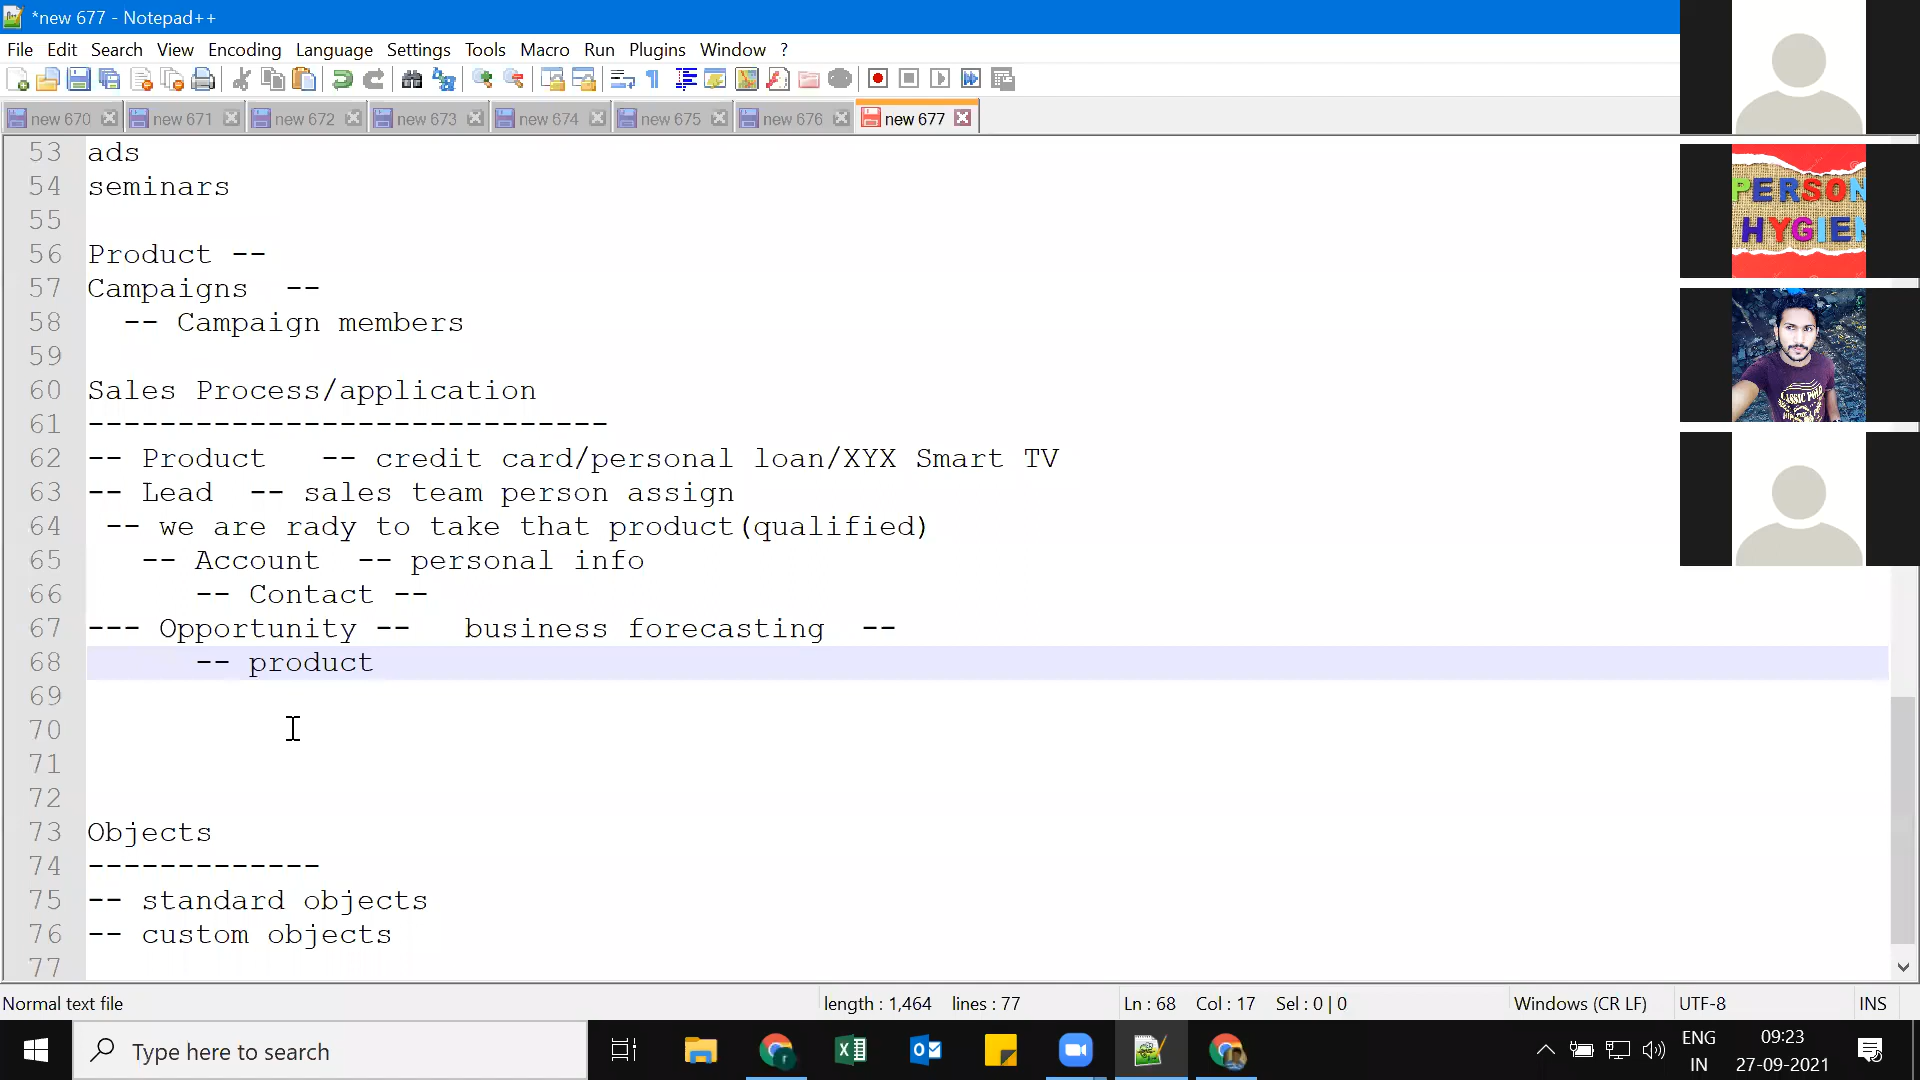 *new 677 - Notepad++
File Edit Search View Encoding Language Settings Tools Macro Run Plugins Window ?
new 670 new 671 new 672 new 673 new 674 new 675 new 676 new 677
53 ads
54 seminars
55
56 Product --
57 Campaigns  --
58   -- Campaign members
59
60 Sales Process/application
61 -----------------------------
62 -- Product   -- credit card/personal loan/XYX Smart TV
63 -- Lead  -- sales team person assign
64  -- we are rady to take that product(qualified)
65    -- Account  -- personal info
66       -- Contact --
67 --- Opportunity --   business forecasting  --
68       -- product
69
70
71
72
73 Objects
74 -------------
75 -- standard objects
76 -- custom objects
77
PERSON
HYGIE
CLASSIC POLO
Normal text file length : 1,464 lines : 77 Ln : 68 Col : 17 Sel : 0 | 0 Windows (CR LF) UTF-8 INS
Type here to search
ENG
IN
09:23
27-09-2021